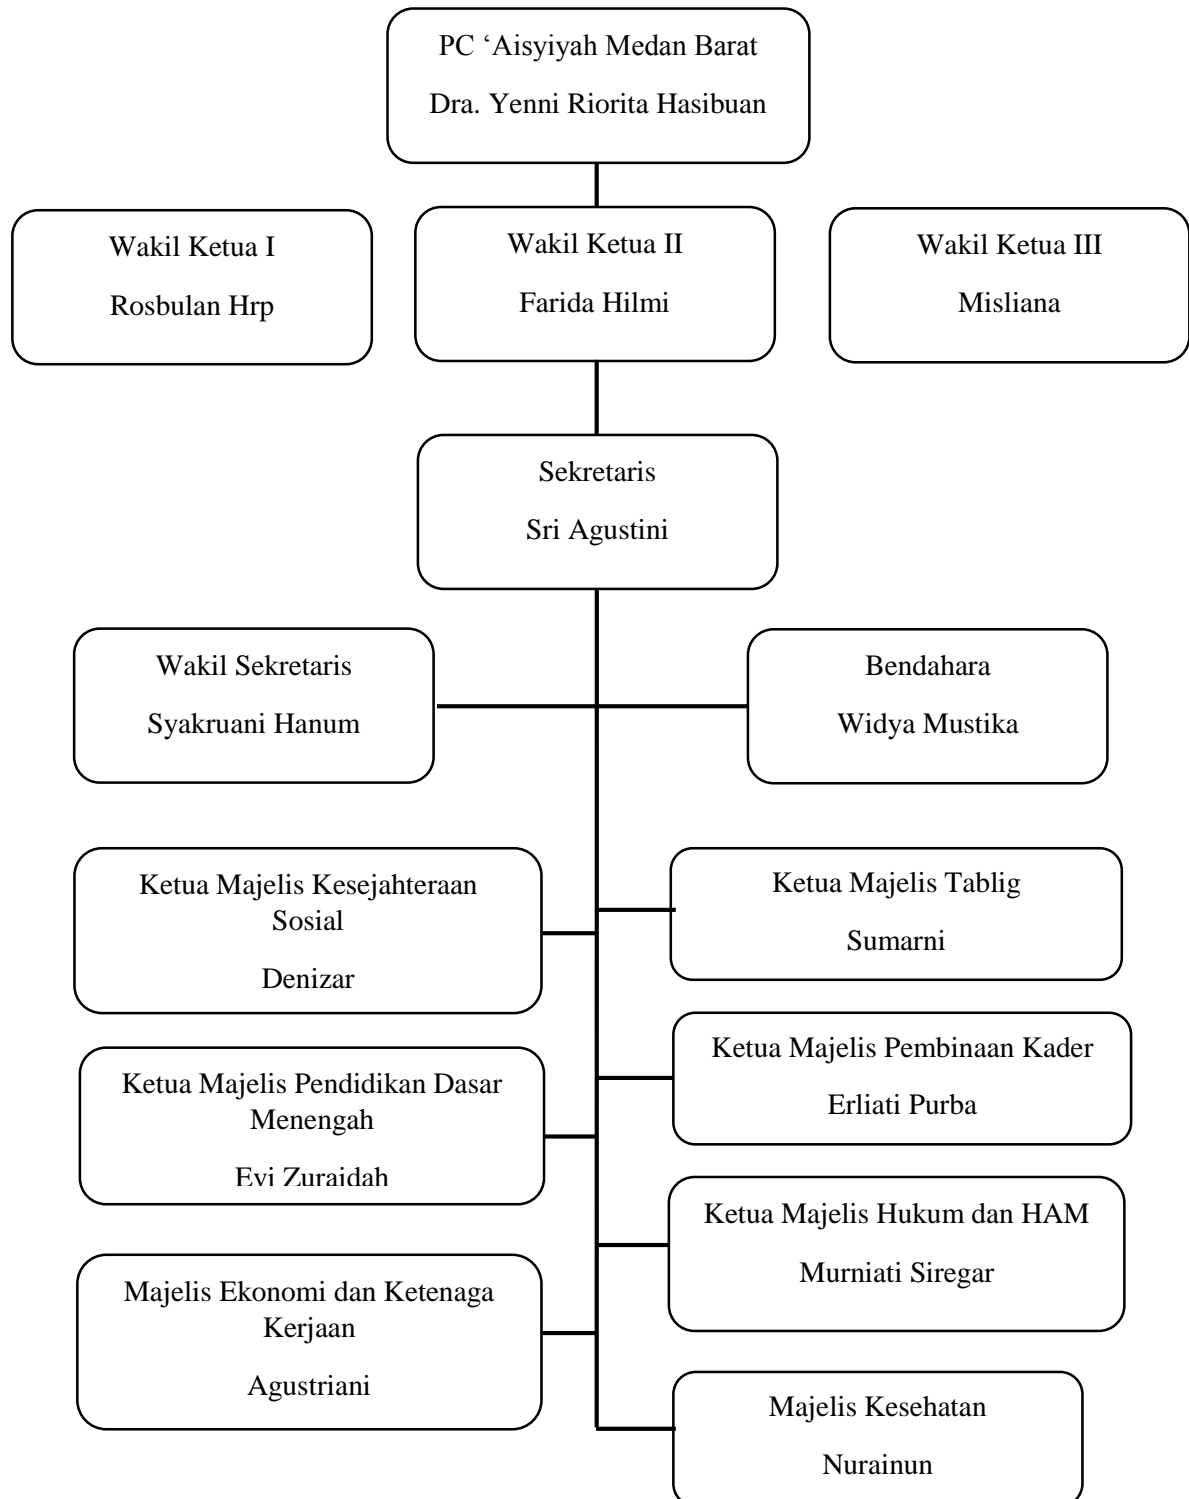 PC ‘Aisyiyah Medan Barat
Dra. Yenni Riorita Hasibuan
Wakil Ketua I
Rosbulan Hrp
Wakil Ketua II
Farida Hilmi
Wakil Ketua III
Misliana
Sekretaris
Sri Agustini
Wakil Sekretaris
Syakruani Hanum
Bendahara
Widya Mustika
Ketua Majelis Kesejahteraan
Sosial
Denizar
Ketua Majelis Tablig
Sumarni
Ketua Majelis Pendidikan Dasar
Menengah
Evi Zuraidah
Ketua Majelis Pembinaan Kader
Erliati Purba
Ketua Majelis Hukum dan HAM
Murniati Siregar
Majelis Ekonomi dan Ketenaga
Kerjaan
Agustriani
Majelis Kesehatan
Nurainun